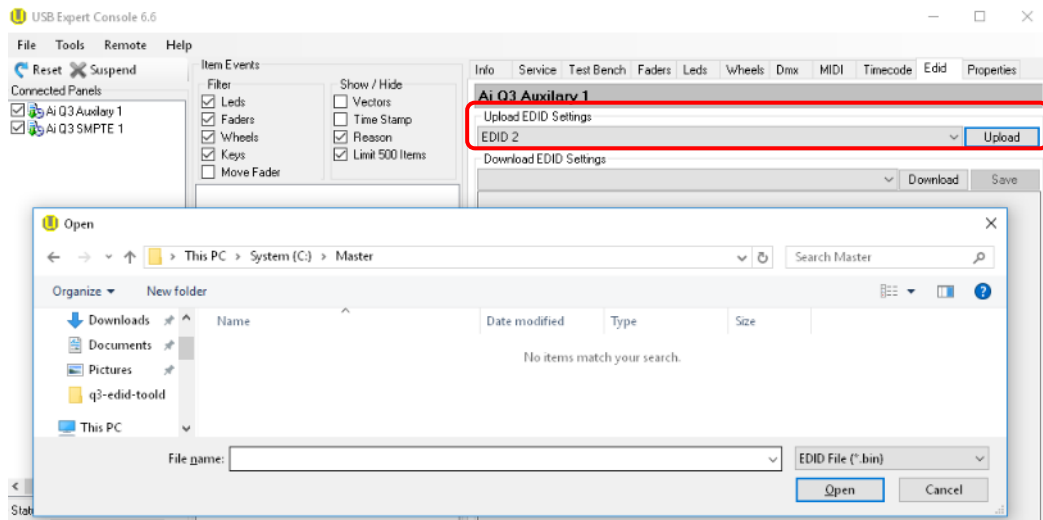 USB Expert Console 6.6
File Tools Remote Help
Reset Suspend
Connected Panels
Ai Q3 Auxilary 1
Ai Q3 SMPTE 1
Item Events
Filter
Leds
Faders
Wheels
Keys
Move Fader
Show / Hide
Vectors
Time Stamp
Reason
Limit 500 Items
Info Service Test Bench Faders Leds Wheels Dmx MIDI Timecode Edid Properties
Ai Q3 Auxilary 1
Upload EDID Settings
EDID 2 Upload
Download EDID Settings
Download Save
Open
This PC > System (C:) > Master
Search Master
Organize New folder
Downloads
Documents
Pictures
q3-edid-toold
This PC
Name Date modified Type Size
No items match your search.
File name:
EDID File (*.bin)
Open Cancel